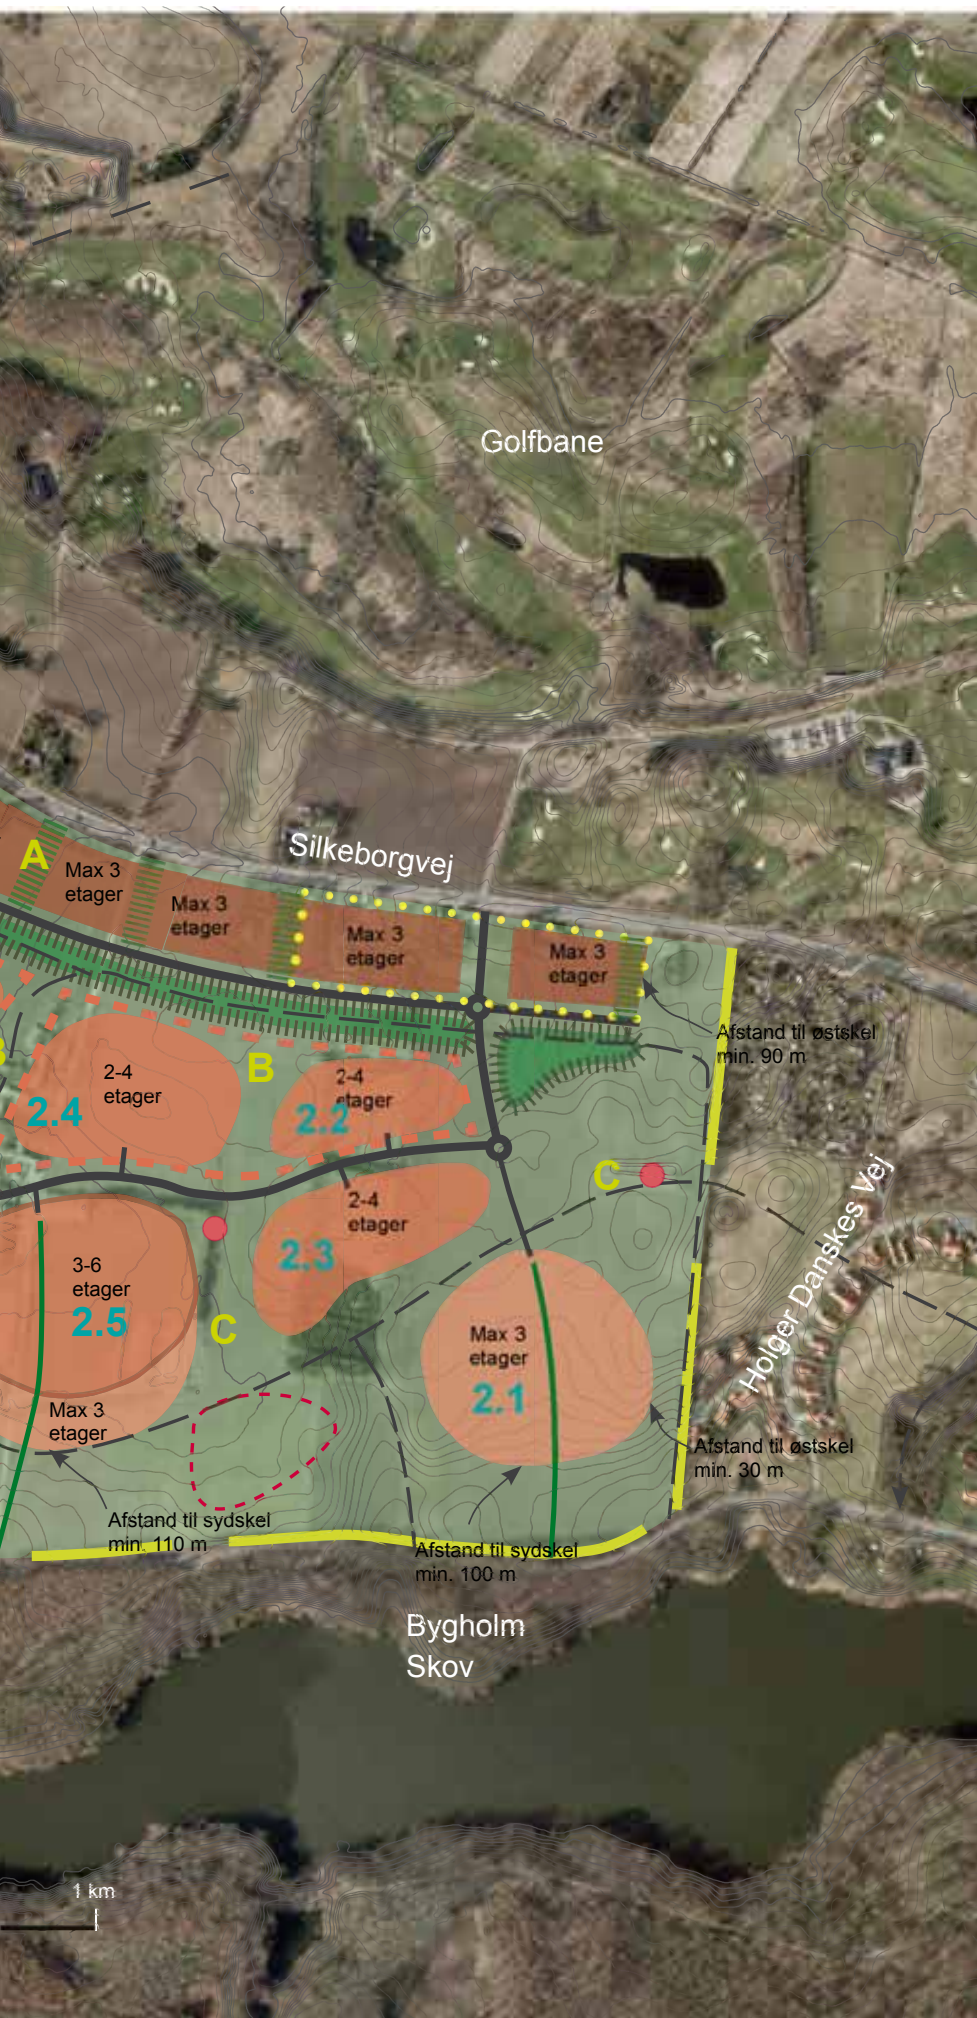 Golfbane
Silkeborgvej
A
Max 3
etager
Max 3
etager
Max 3
etager
Max 3
etager
Afstand til østskel
min. 90 m
B
2-4
etager
2.4
2-4
etager
2.2
C
Holger Danskes Vej
2-4
etager
2.3
3-6
etager
2.5
C
Max 3
etager
2.1
Max 3
etager
Afstand til østskel
min. 30 m
Afstand til sydskel
min. 110 m
Afstand til sydskel
min. 100 m
Bygholm
Skov
1 km